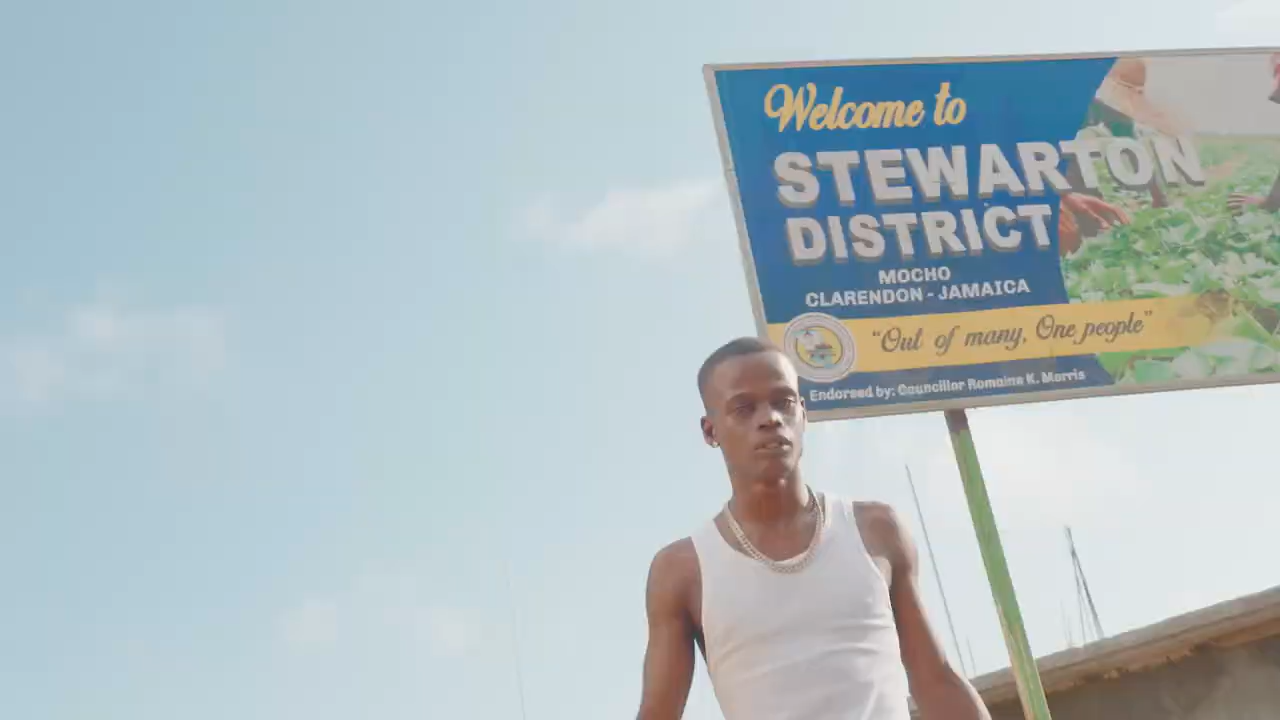 Welcome to
STEWARTON
DISTRICT
MOCHO
CLARENDON - JAMAICA
"Out of many, One people"
Endorsed by: Councillor Romaine K. Morris